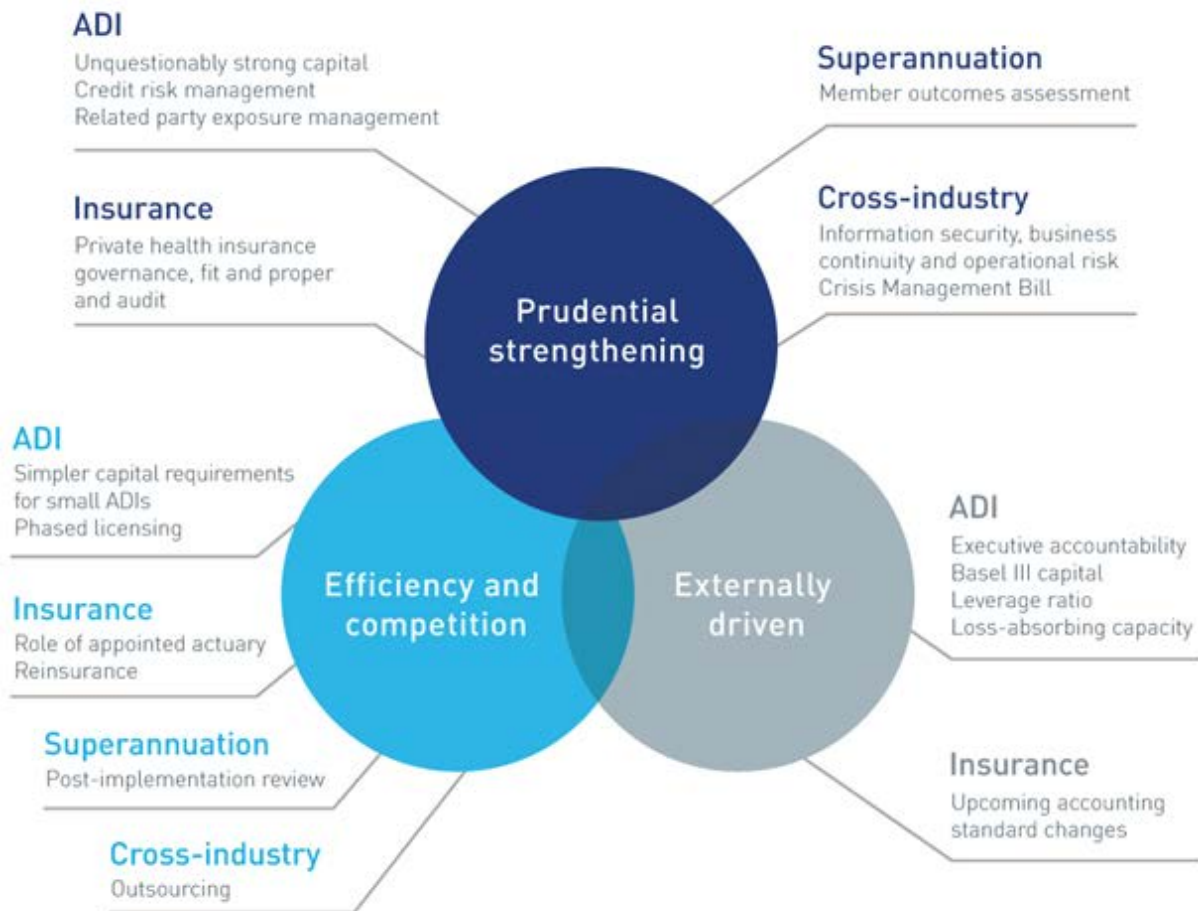 ADI
Unquestionably strong capital
Credit risk management
Related party exposure management
Superannuation
Member outcomes assessment
Insurance
Private health insurance
governance, fit and proper
and audit
Cross-industry
Information security, business
continuity and operational risk
Crisis Management Bill
Prudential
strengthening
ADI
Simpler capital requirements
for small ADIs
Phased licensing
Insurance
Role of appointed actuary
Reinsurance
Superannuation
Post-implementation review
Cross-industry
Outsourcing
Efficiency and
competition
Externally
driven
ADI
Executive accountability
Basel III capital
Leverage ratio
Loss-absorbing capacity
Insurance
Upcoming accounting
standard changes